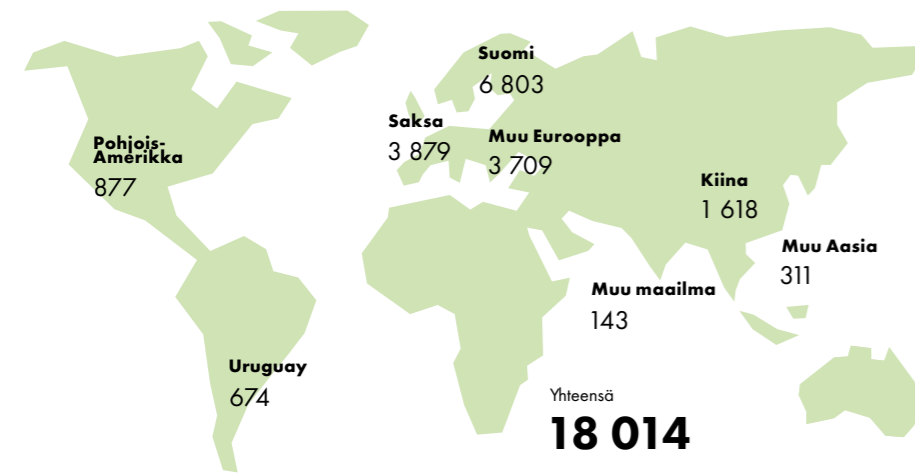 Suomi
6 803
Saksa
3 879
Muu Eurooppa
3 709
Pohjois-
Amerikka
877
Kiina
1 618
Muu Aasia
311
Muu maailma
143
Uruguay
674
Yhteensä
18 014